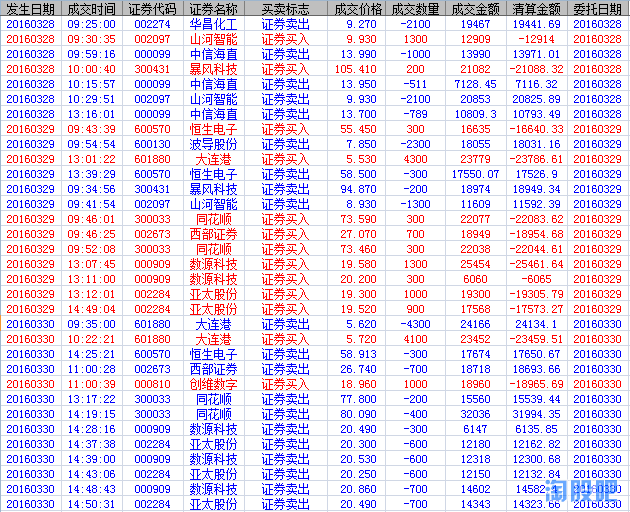 发生日期 成交时间 证券代码 证券名称 买卖标志 成交价格 成交数量 成交金额 清算金额 委托日期
20160328 09:25:00 002274 华昌化工 证券卖出 9.270 -2100 19467 19441.69 20160328
20160328 09:30:35 002097 山河智能 证券买入 9.930 1300 12909 -12914 20160328
20160328 09:59:16 000099 中信海直 证券卖出 13.990 -1000 13990 13971.01 20160328
20160328 10:00:40 300431 暴风科技 证券买入 105.410 200 21082 -21088.32 20160328
20160328 10:15:57 000099 中信海直 证券卖出 13.950 -511 7128.45 7116.32 20160328
20160328 10:29:51 002097 山河智能 证券卖出 9.930 -2100 20853 20825.89 20160328
20160328 13:16:01 000099 中信海直 证券卖出 13.700 -789 10809.3 10793.49 20160328
20160329 09:43:39 600570 恒生电子 证券买入 55.450 300 16635 -16640.33 20160329
20160329 09:54:54 600130 波导股份 证券卖出 7.850 -2300 18055 18031.16 20160329
20160329 13:01:22 601880 大连港 证券买入 5.530 4300 23779 -23786.61 20160329
20160329 13:39:29 600570 恒生电子 证券卖出 58.500 -300 17550.07 17526.9 20160329
20160329 09:34:56 300431 暴风科技 证券卖出 94.870 -200 18974 18949.34 20160329
20160329 09:41:54 002097 山河智能 证券卖出 8.930 -1300 11609 11592.39 20160329
20160329 09:46:01 300033 同花顺 证券买入 73.590 300 22077 -22083.62 20160329
20160329 09:46:25 002673 西部证券 证券买入 27.070 700 18949 -18954.68 20160329
20160329 09:52:08 300033 同花顺 证券买入 73.460 300 22038 -22044.61 20160329
20160329 13:07:45 000909 数源科技 证券买入 19.580 1300 25454 -25461.64 20160329
20160329 13:11:00 000909 数源科技 证券买入 20.200 300 6060 -6065 20160329
20160329 13:12:01 002284 亚太股份 证券买入 19.300 1000 19300 -19305.79 20160329
20160329 14:49:04 002284 亚太股份 证券买入 19.520 900 17568 -17573.27 20160329
20160330 09:35:00 601880 大连港 证券卖出 5.620 -4300 24166 24134.1 20160330
20160330 10:22:21 601880 大连港 证券买入 5.720 4100 23452 -23459.51 20160330
20160330 14:25:21 600570 恒生电子 证券卖出 58.913 -300 17674 17650.67 20160330
20160330 11:00:28 002673 西部证券 证券卖出 26.740 -700 18718 18693.66 20160330
20160330 11:00:39 000810 创维数字 证券买入 18.960 1000 18960 -18965.69 20160330
20160330 13:17:22 300033 同花顺 证券卖出 77.800 -200 15560 15539.44 20160330
20160330 14:19:15 300033 同花顺 证券卖出 80.090 -400 32036 31994.35 20160330
20160330 14:28:16 000909 数源科技 证券卖出 20.490 -300 6147 6135.85 20160330
20160330 14:37:38 002284 亚太股份 证券卖出 20.300 -600 12180 12162.82 20160330
20160330 14:39:00 000909 数源科技 证券卖出 20.530 -600 12318 12300.68 20160330
20160330 14:43:06 002284 亚太股份 证券卖出 20.250 -600 12150 12132.84 20160330
20160330 14:48:43 000909 数源科技 证券卖出 20.860 -700 14602 20160330
20160330 14:50:31 002284 亚太股份 证券卖出 20.490 -700 14343 14323.66 20160330
淘股吧